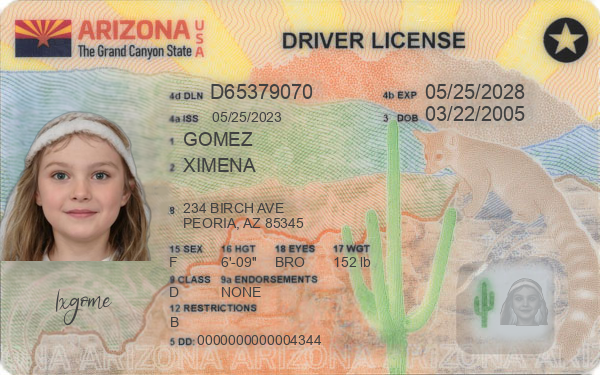 ARIZONA USA
The Grand Canyon State
DRIVER LICENSE
4d DLN D65379070
4b EXP 05/25/2028
4a ISS 05/25/2023
3 DOB 03/22/2005
1 GOMEZ
2 XIMENA
8 234 BIRCH AVE
PEORIA, AZ 85345
15 SEX 16 HGT 18 EYES 17 WGT
F 6'-09" BRO 152 lb
9 CLASS 9a ENDORSEMENTS
D NONE
12 RESTRICTIONS
B
5 DD: 0000000000004344
lxgome
ARIZONA ARIZONA ARIZONA ARIZONA